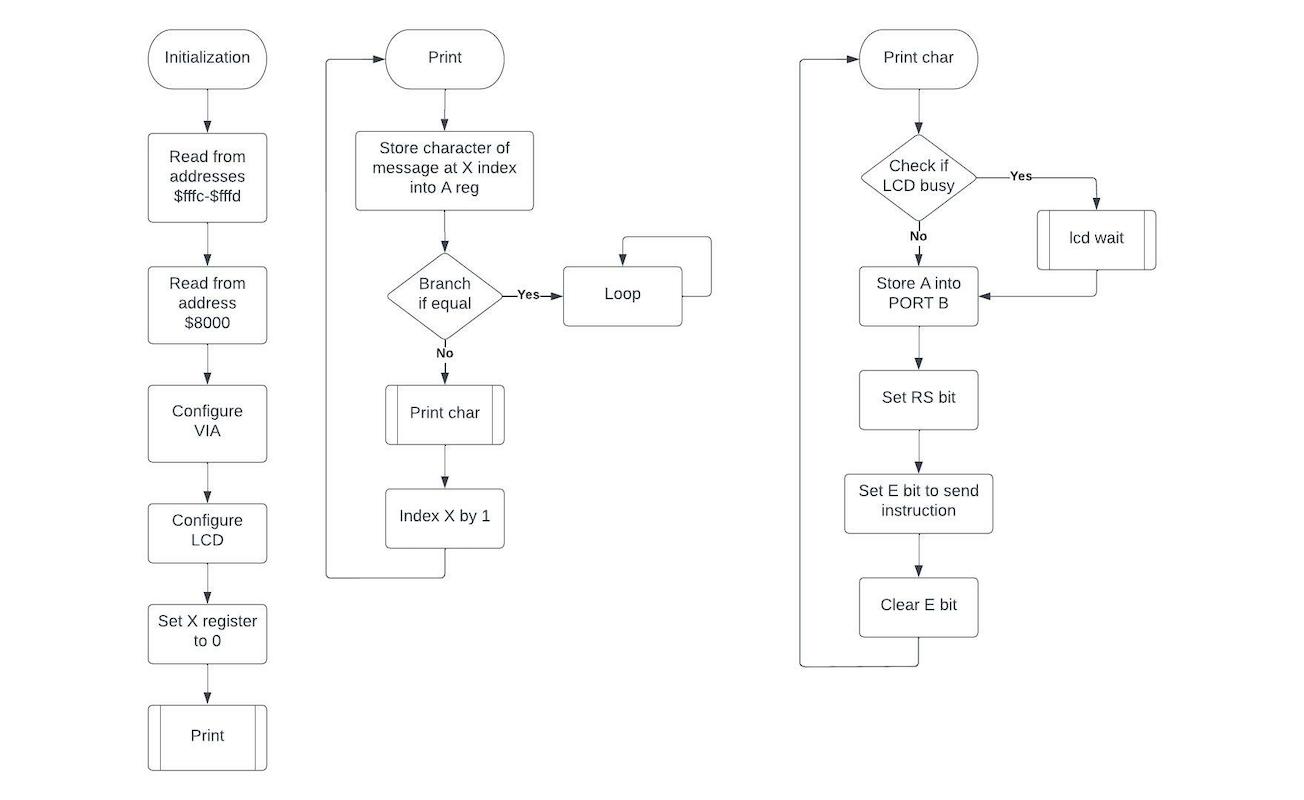 Initialization
Read from
addresses
$fffc-$fffd
Read from
address
$8000
Configure
VIA
Configure
LCD
Set X register
to 0
Print
Print
Store character of
message at X index
into A reg
Branch
if equal
Yes
Loop
No
Print char
Index X by 1
Print char
Check if
LCD busy
Yes
lcd wait
No
Store A into
PORT B
Set RS bit
Set E bit to send
instruction
Clear E bit